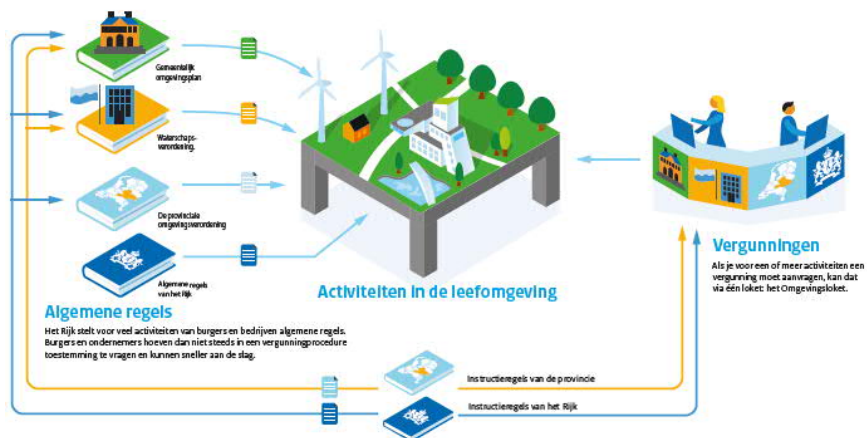 Gemeentelijk
omgevingsplan
Waterschaps-
verordening.
De provinciale
omgevingsverordening
Algemene regels
van het Rijk
Algemene regels
Het Rijk stelt voor veel activiteiten van burgers en bedrijven algemene regels.
Burgers en ondernemers hoeven dan niet steeds in een vergunningprocedure
toestemming te vragen en kunnen sneller aan de slag.
Activiteiten in de leefomgeving
Vergunningen
Als je voor een of meer activiteiten een
vergunning moet aanvragen, kan dat
via één loket: het Omgevingsloket.
Instructieregels van de provincie
Instructieregels van het Rijk